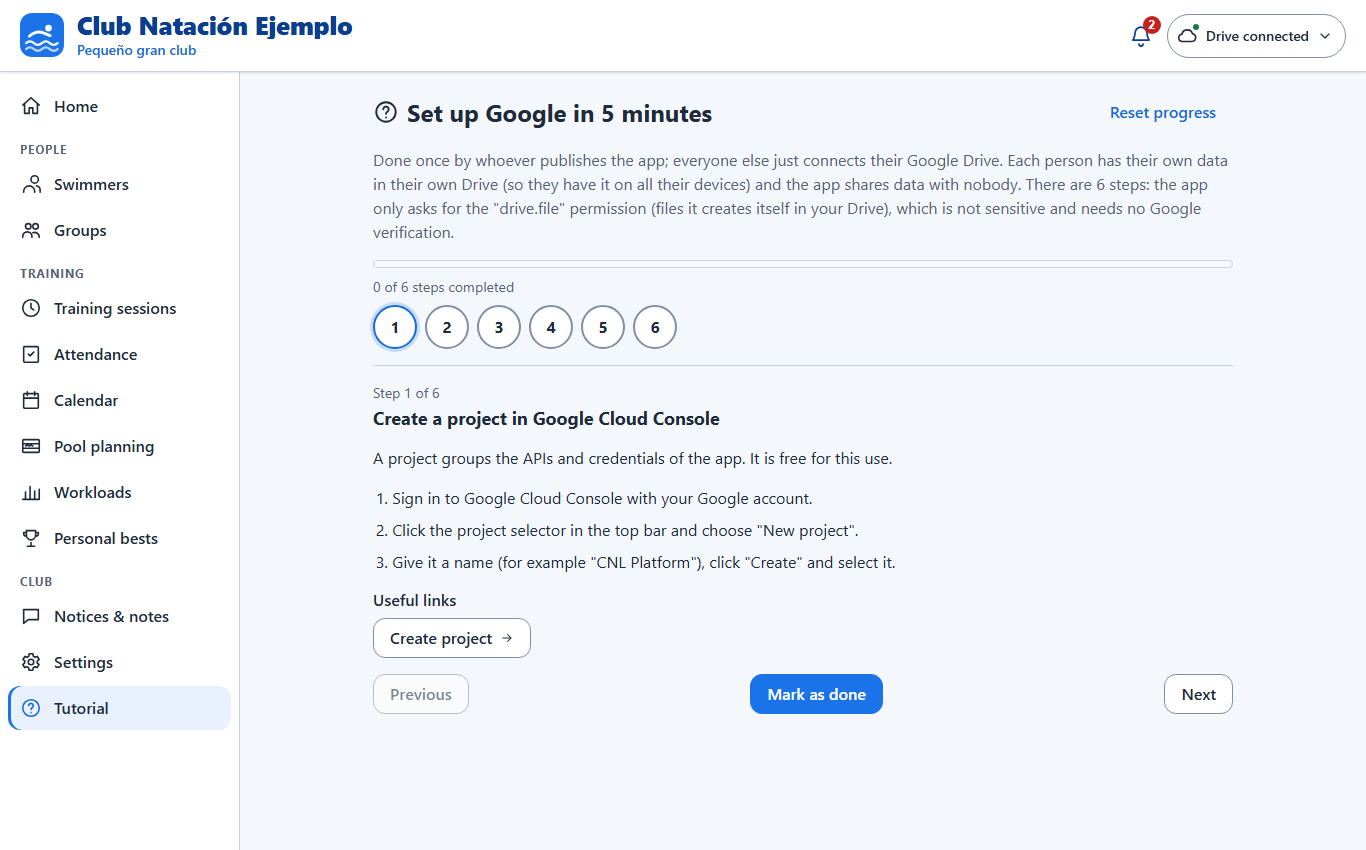 Club Natación Ejemplo
Pequeño gran club
2
Drive connected
Home
PEOPLE
Swimmers
Groups
TRAINING
Training sessions
Attendance
Calendar
Pool planning
Workloads
Personal bests
CLUB
Notices & notes
Settings
Tutorial
Set up Google in 5 minutes
Reset progress
Done once by whoever publishes the app; everyone else just connects their Google Drive. Each person has their own data
in their own Drive (so they have it on all their devices) and the app shares data with nobody. There are 6 steps: the app
only asks for the "drive.file" permission (files it creates itself in your Drive), which is not sensitive and needs no Google
verification.
0 of 6 steps completed
1 2 3 4 5 6
Step 1 of 6
Create a project in Google Cloud Console
A project groups the APIs and credentials of the app. It is free for this use.
1. Sign in to Google Cloud Console with your Google account.
2. Click the project selector in the top bar and choose "New project".
3. Give it a name (for example "CNL Platform"), click "Create" and select it.
Useful links
Create project →
Previous
Mark as done
Next